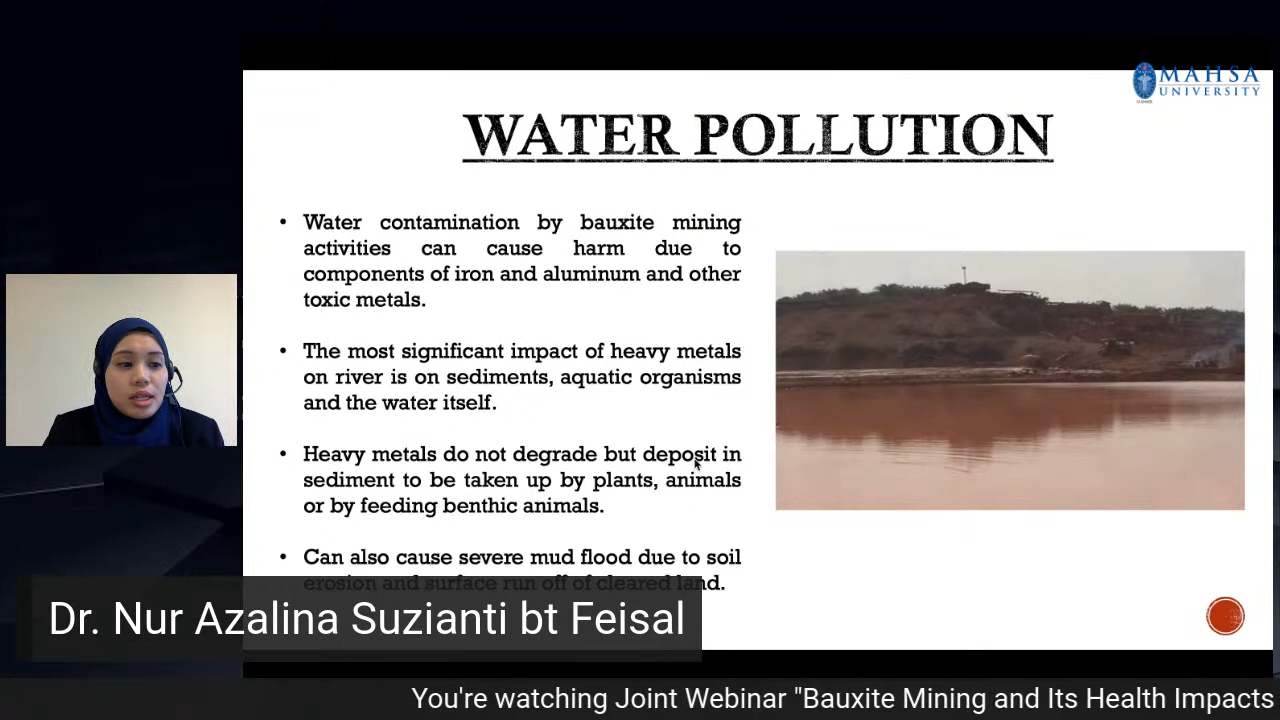 MAHSA
UNIVERSITY
WATER POLLUTION
• Water contamination by bauxite mining
activities can cause harm due to
components of iron and aluminum and other
toxic metals.
• The most significant impact of heavy metals
on river is on sediments, aquatic organisms
and the water itself.
• Heavy metals do not degrade but deposit in
sediment to be taken up by plants, animals
or by feeding benthic animals.
• Can also cause severe mud flood due to soil
erosion and surface run off of cleared land.
Dr. Nur Azalina Suzianti bt Feisal
You're watching Joint Webinar "Bauxite Mining and Its Health Impacts